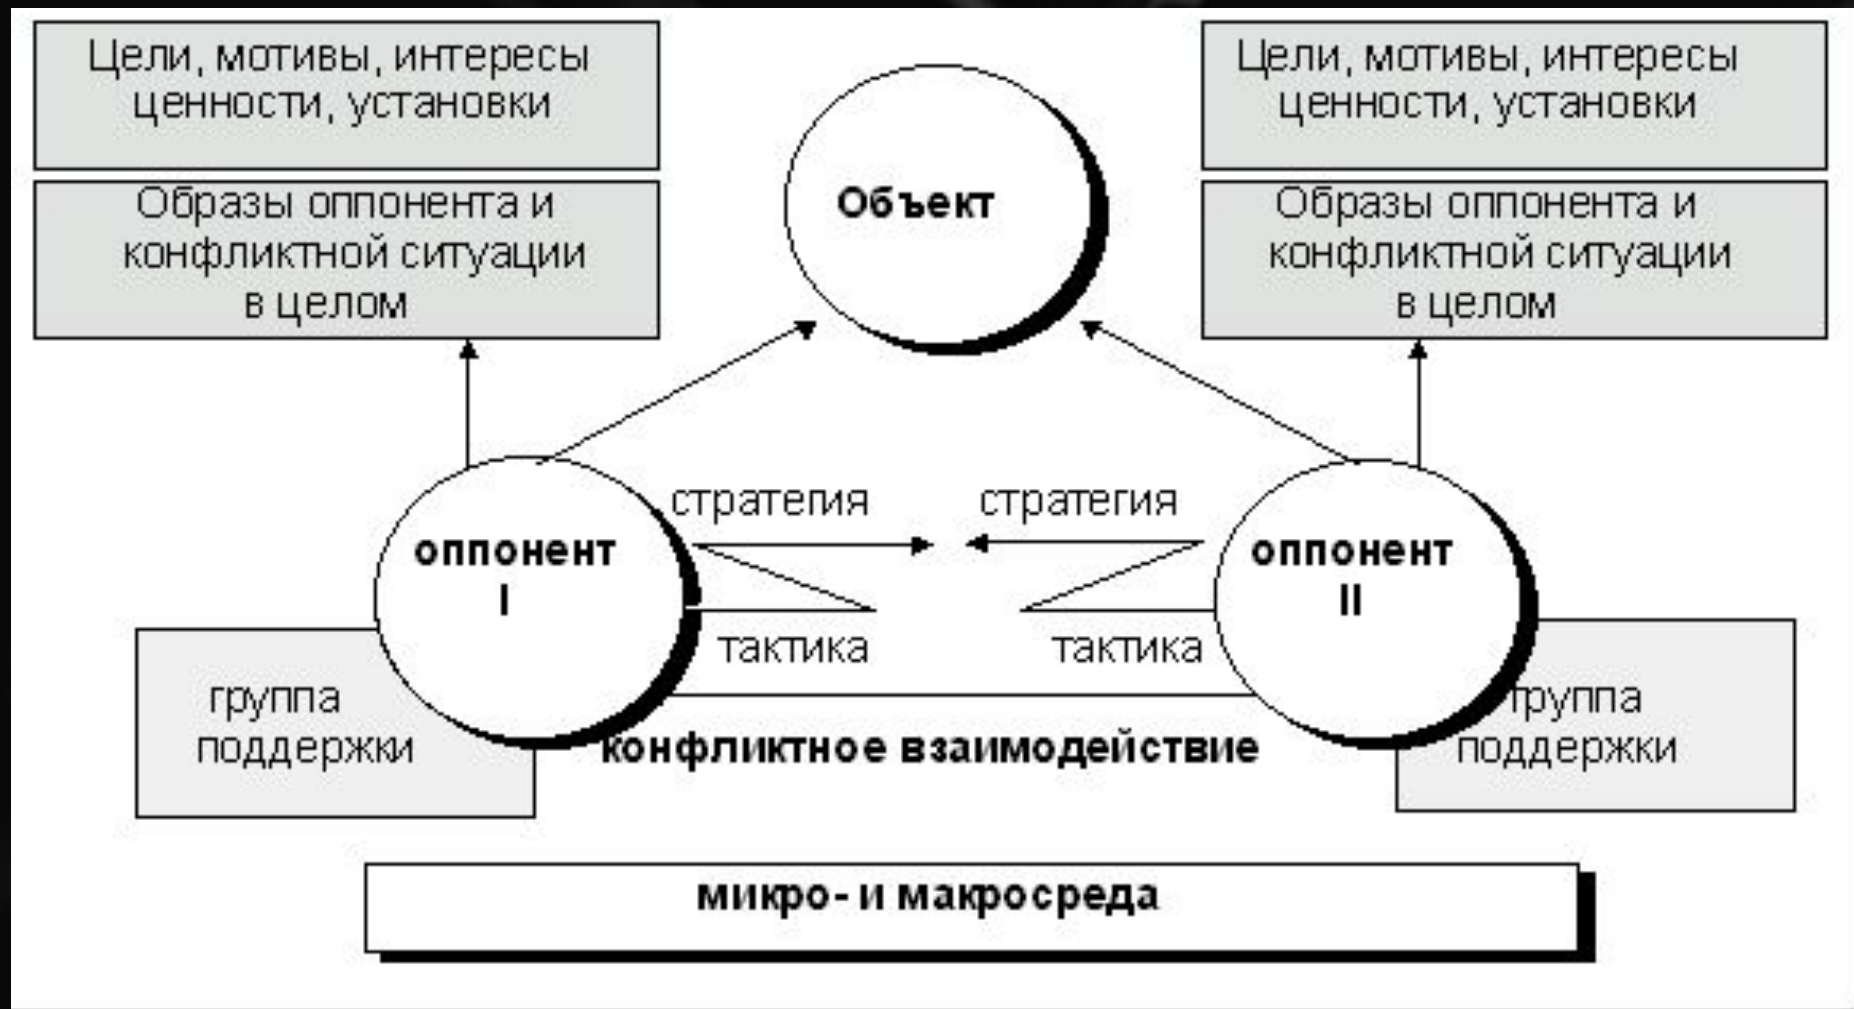 Цели, мотивы, интересы
ценности, установки
Образы оппонента и
конфликтной ситуации
в целом
Объект
Цели, мотивы, интересы
ценности, установки
Образы оппонента и
конфликтной ситуации
в целом
оппонент
I
стратегия
стратегия
тактика
тактика
оппонент
II
группа
поддержки
конфликтное взаимодействие
группа
поддержки
микро- и макросреда